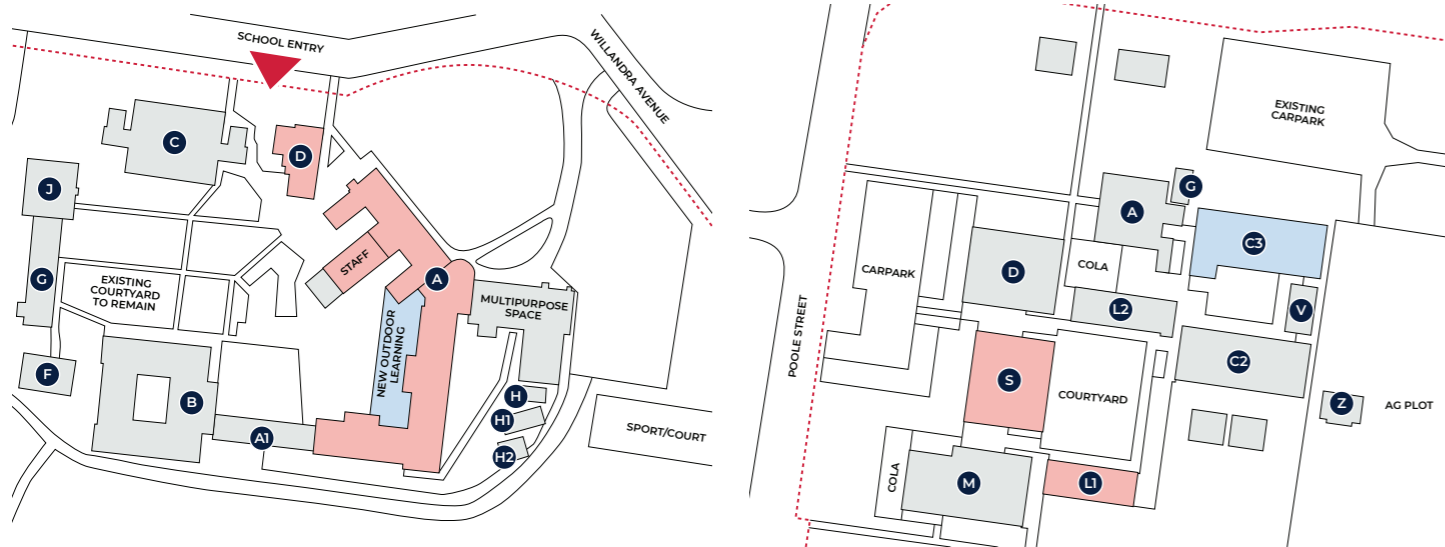 SCHOOL ENTRY
WILLANDRA AVENUE
C
D
J
STAFF
G
A
EXISTING
COURTYARD
TO REMAIN
MULTIPURPOSE
SPACE
NEW OUTDOOR
LEARNING
F
B
H
H1
A1
H2
SPORT/COURT
EXISTING
CARPARK
G
A
C3
CARPARK
D
COLA
L2
V
POOLE STREET
C2
S
COURTYARD
Z
AG PLOT
COLA
M
L1